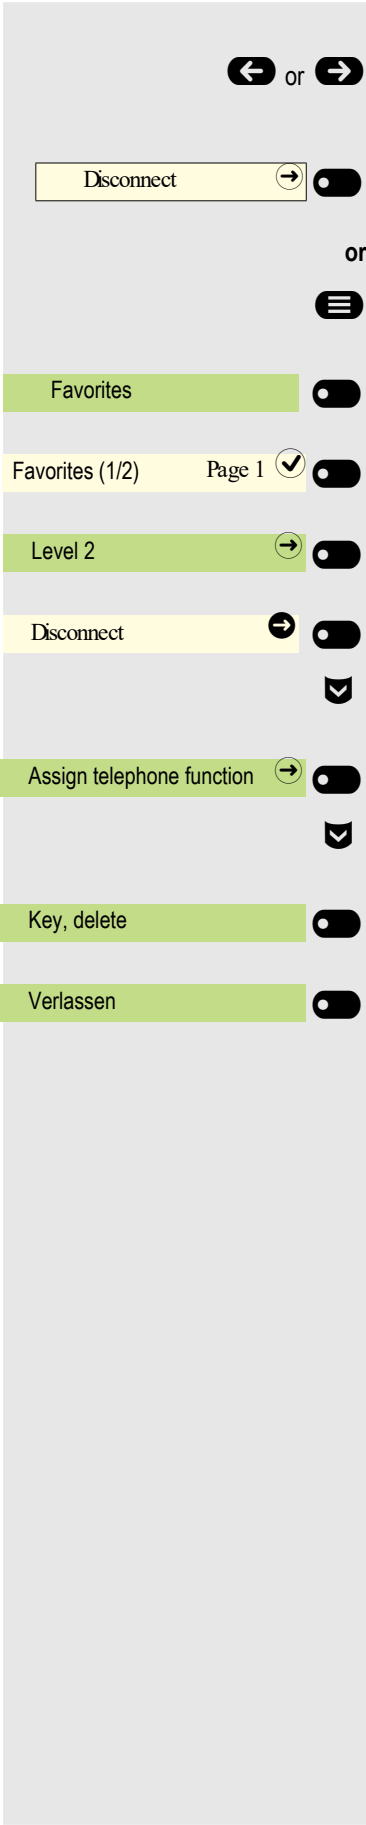 or
Disconnect
or
Favorites
Favorites (1/2) Page 1
Level 2
Disconnect
Assign telephone function
Key, delete
Verlassen